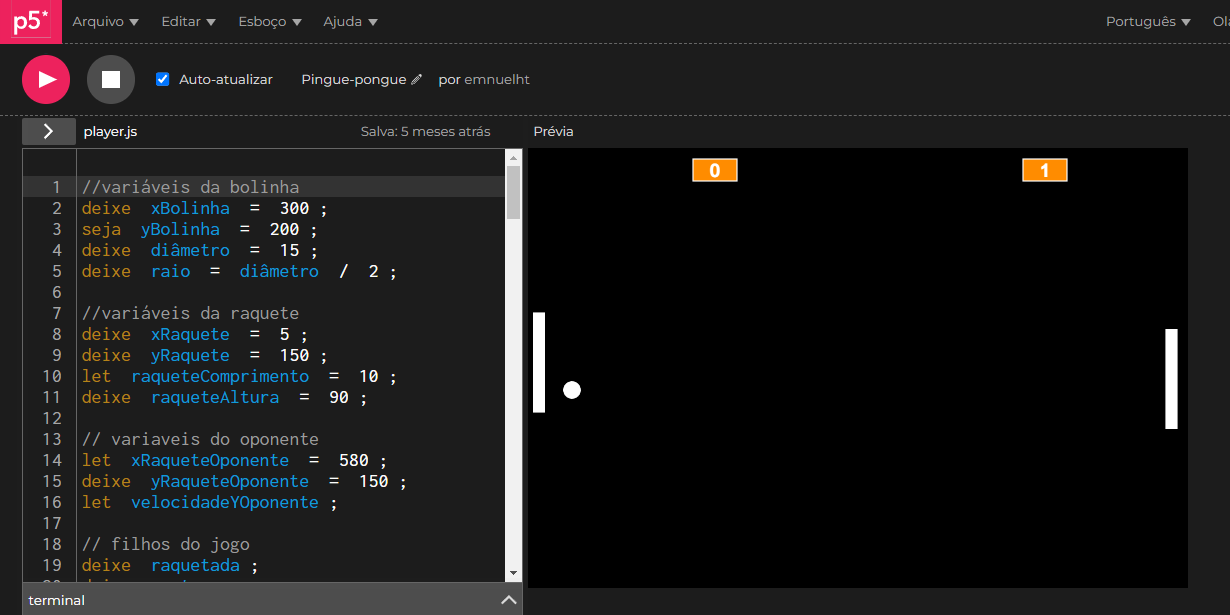 p5* Arquivo Editar Esboço Ajuda Português
Auto-atualizar Pingue-pongue por emnuelht
player.js Salva: 5 meses atrás Prévia
0 1
1 //variáveis da bolinha
2 deixe xBolinha = 300 ;
3 seja yBolinha = 200 ;
4 deixe diâmetro = 15 ;
5 deixe raio = diâmetro / 2 ;
6
7 //variáveis da raquete
8 deixe xRaquete = 5 ;
9 deixe yRaquete = 150 ;
10 let raqueteComprimento = 10 ;
11 deixe raqueteAltura = 90 ;
12
13 // variaveis do oponente
14 let xRaqueteOponente = 580 ;
15 deixe yRaqueteOponente = 150 ;
16 let velocidadeYOponente ;
17
18 // filhos do jogo
19 deixe raquetada ;
terminal